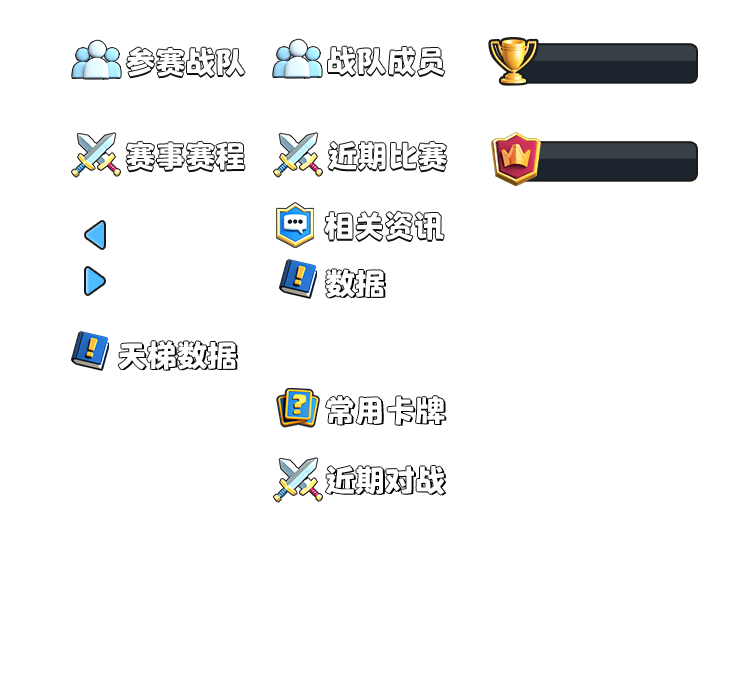 参赛战队
战队成员
赛事赛程
近期比赛
相关资讯
数据
天梯数据
常用卡牌
近期对战